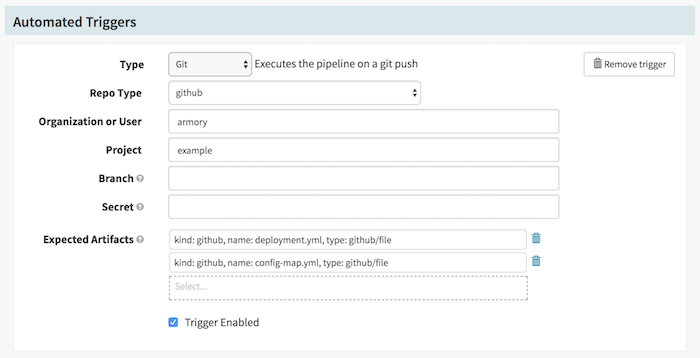 Automated Triggers
Type Git Executes the pipeline on a git push Remove trigger
Repo Type github
Organization or User armory
Project example
Branch
Secret
Expected Artifacts kind: github, name: deployment.yml, type: github/file
kind: github, name: config-map.yml, type: github/file
Select...
Trigger Enabled